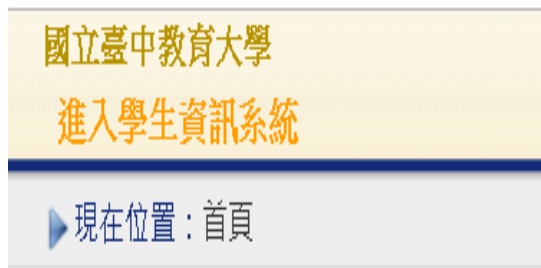 國立臺中教育大學
進入學生資訊系統
現在位置：首頁